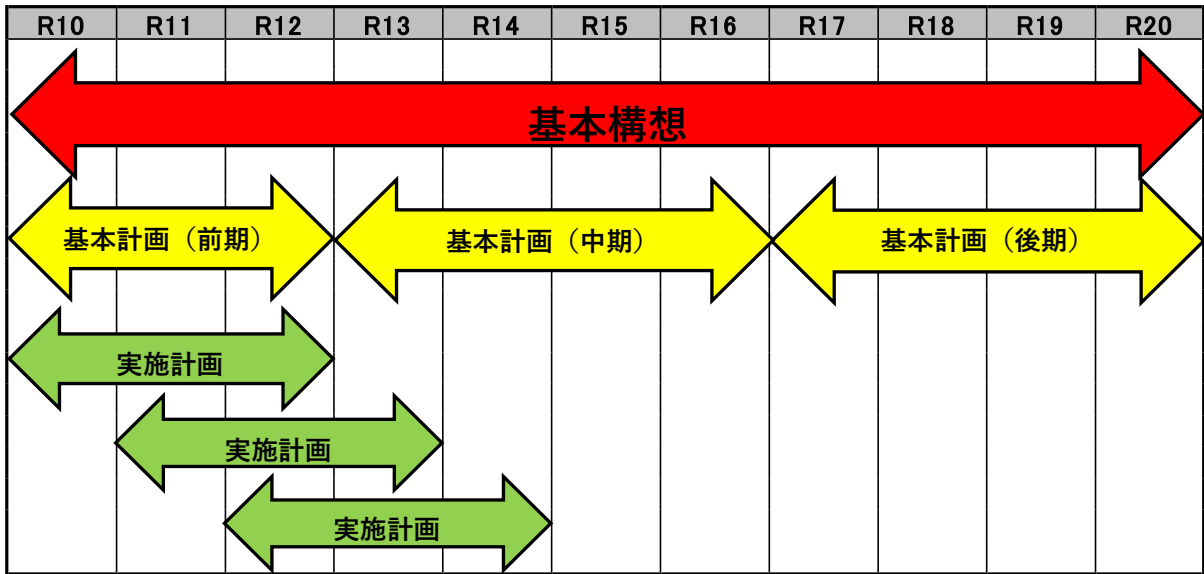 R10 R11 R12 R13 R14 R15 R16 R17 R18 R19 R20
基本構想
基本計画（前期） 基本計画（中期） 基本計画（後期）
実施計画
実施計画
実施計画